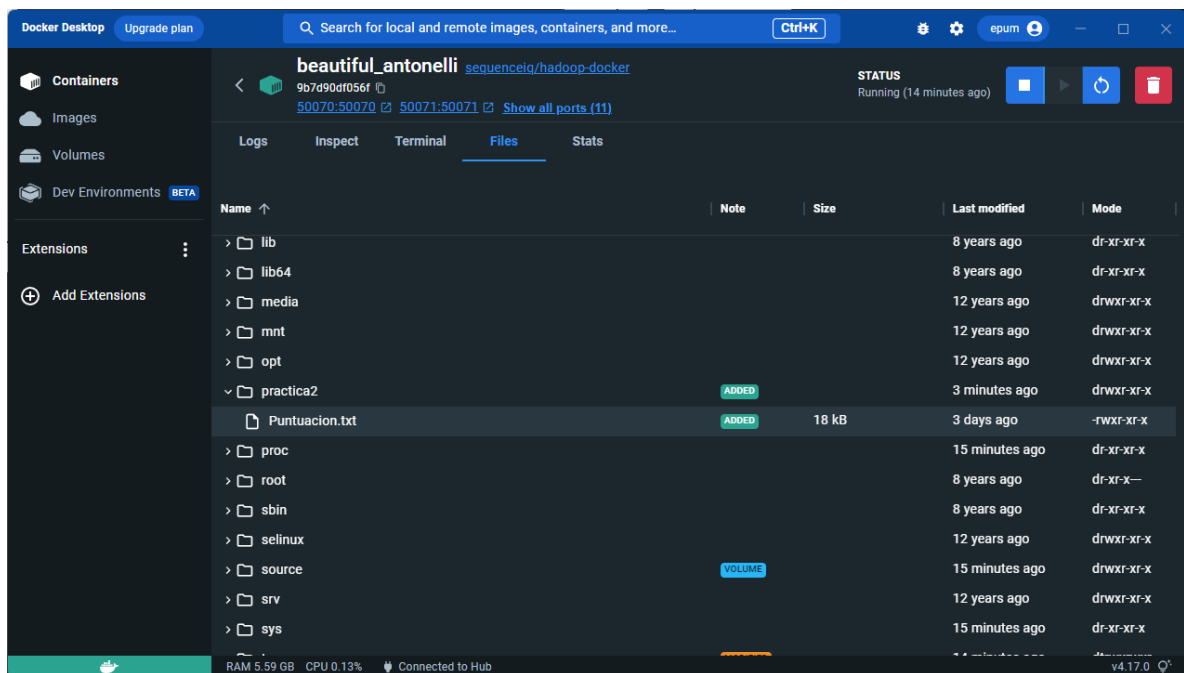 Docker Desktop Upgrade plan Search for local and remote images, containers, and more... Ctrl+K epum
Containers
Images
Volumes
Dev Environments BETA
Extensions
Add Extensions
beautiful_antonelli sequenceiq/hadoop-docker
9b7d90df056f
50070:50070 50071:50071 Show all ports (11)
STATUS
Running (14 minutes ago)
Logs Inspect Terminal Files Stats
Name Note Size Last modified Mode
lib 8 years ago dr-xr-xr-x
lib64 8 years ago dr-xr-xr-x
media 12 years ago drwxr-xr-x
mnt 12 years ago drwxr-xr-x
opt 12 years ago drwxr-xr-x
practica2 ADDED 3 minutes ago drwxr-xr-x
Puntuacion.txt ADDED 18 kB 3 days ago -rwxr-xr-x
proc 15 minutes ago dr-xr-xr-x
root 8 years ago dr-xr-x—
sbin 8 years ago dr-xr-xr-x
selinux 12 years ago drwxr-xr-x
source VOLUME 15 minutes ago drwxr-xr-x
srv 12 years ago drwxr-xr-x
sys 15 minutes ago dr-xr-xr-x
RAM 5.59 GB CPU 0.13% Connected to Hub v4.17.0